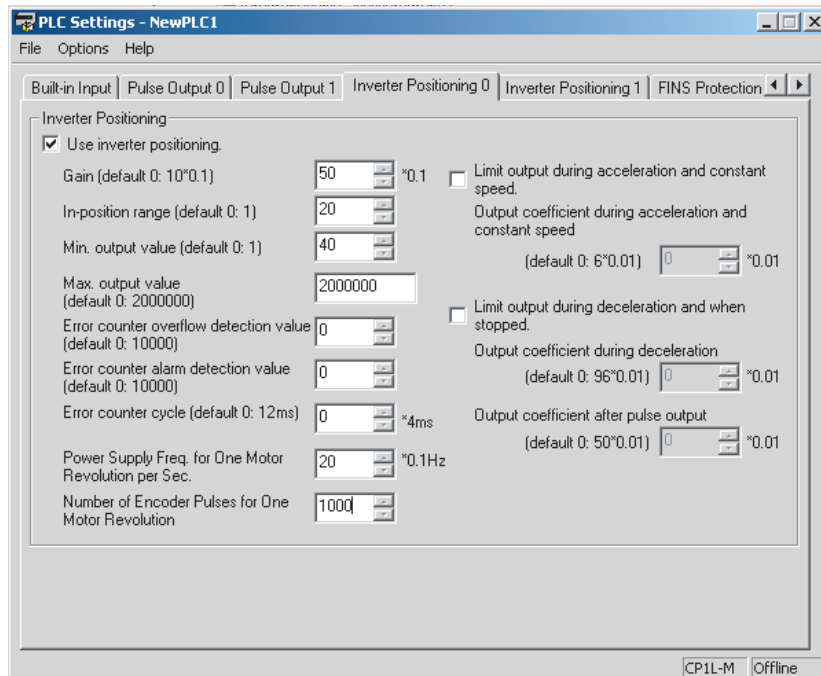 PLC Settings - NewPLC1
File Options Help
Built-in Input Pulse Output 0 Pulse Output 1 Inverter Positioning 0 Inverter Positioning 1 FINS Protection
Inverter Positioning
Use inverter positioning.
Gain (default 0: 10*0.1) 50 *0.1
In-position range (default 0: 1) 20
Min. output value (default 0: 1) 40
Max. output value
(default 0: 2000000) 2000000
Error counter overflow detection value
(default 0: 10000) 0
Error counter alarm detection value
(default 0: 10000) 0
Error counter cycle (default 0: 12ms) 0 *4ms
Power Supply Freq. for One Motor
Revolution per Sec. 20 *0.1Hz
Number of Encoder Pulses for One
Motor Revolution 1000
Limit output during acceleration and constant
speed.
Output coefficient during acceleration and
constant speed
(default 0: 6*0.01) 0 *0.01
Limit output during deceleration and when
stopped.
Output coefficient during deceleration
(default 0: 96*0.01) 0 *0.01
Output coefficient after pulse output
(default 0: 50*0.01) 0 *0.01
CP1L-M Offline